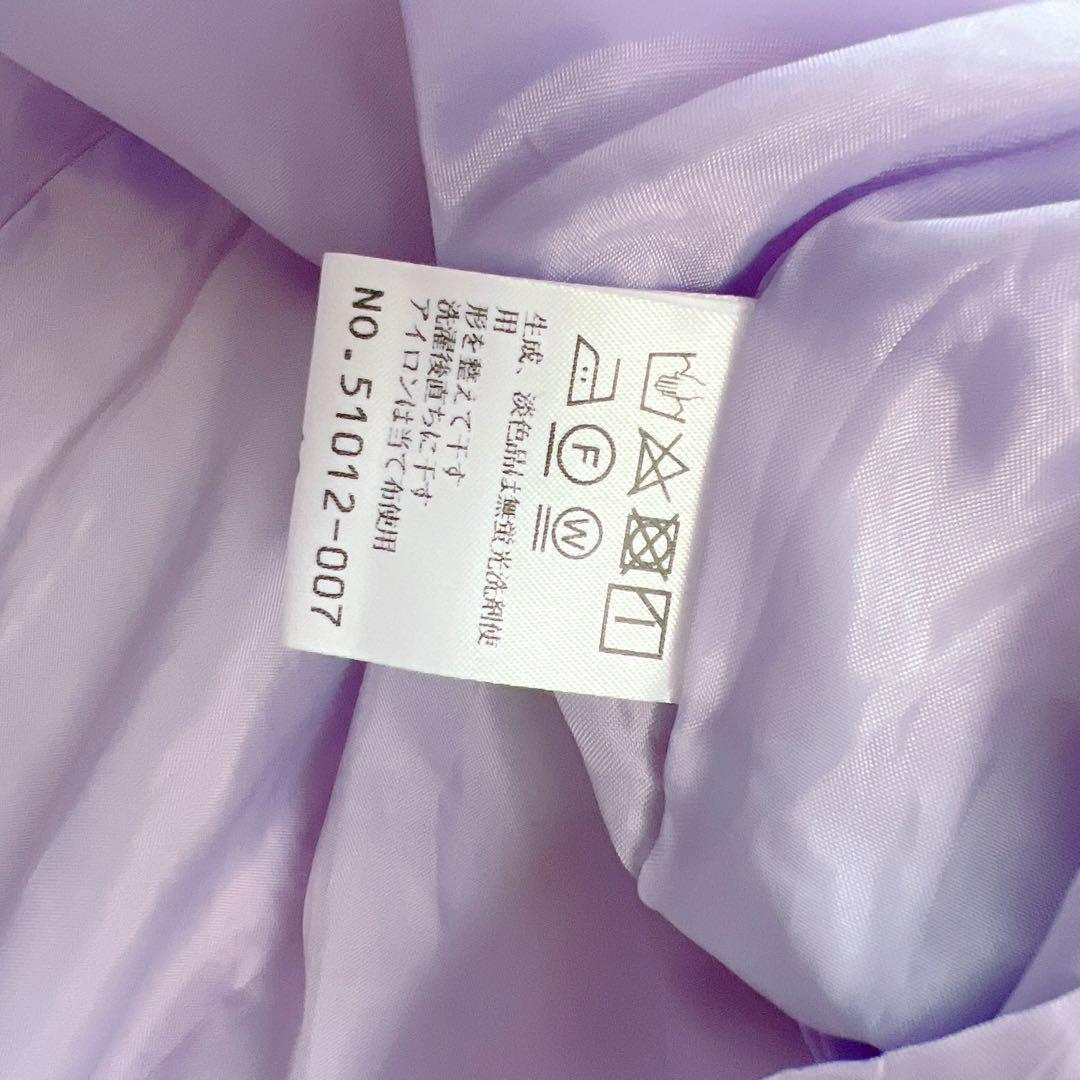 生成、淡色品は無蛍光洗剤使
用
形を整えて干す
洗濯後直ちに干す
アイロンは当て布使用
NO.51012-007
F
W